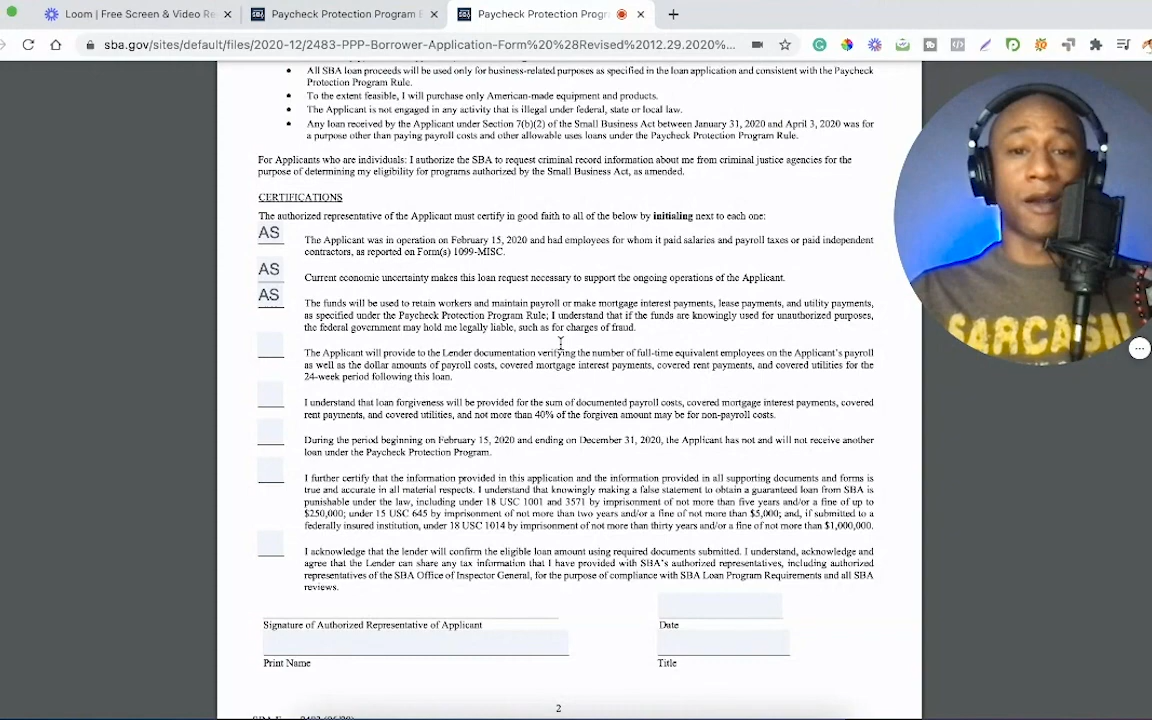 Loom | Free Screen & Video Re
Paycheck Protection Program B
Paycheck Protection Progr
sba.gov/sites/default/files/2020-12/2483-PPP-Borrower-Application-Form%20%28Revised%2012.29.2020%...
• All SBA loan proceeds will be used only for business-related purposes as specified in the loan application and consistent with the Paycheck
Protection Program Rule.
• To the extent feasible, I will purchase only American-made equipment and products.
• The Applicant is not engaged in any activity that is illegal under federal, state or local law.
• Any loan received by the Applicant under Section 7(b)(2) of the Small Business Act between January 31, 2020 and April 3, 2020 was for
a purpose other than paying payroll costs and other allowable uses loans under the Paycheck Protection Program Rule.
For Applicants who are individuals: I authorize the SBA to request criminal record information about me from criminal justice agencies for the
purpose of determining my eligibility for programs authorized by the Small Business Act, as amended.
CERTIFICATIONS
The authorized representative of the Applicant must certify in good faith to all of the below by initialing next to each one:
AS
The Applicant was in operation on February 15, 2020 and had employees for whom it paid salaries and payroll taxes or paid independent
contractors, as reported on Form(s) 1099-MISC.
AS
Current economic uncertainty makes this loan request necessary to support the ongoing operations of the Applicant.
AS
The funds will be used to retain workers and maintain payroll or make mortgage interest payments, lease payments, and utility payments,
as specified under the Paycheck Protection Program Rule; I understand that if the funds are knowingly used for unauthorized purposes,
the federal government may hold me legally liable, such as for charges of fraud.
The Applicant will provide to the Lender documentation verifying the number of full-time equivalent employees on the Applicant's payroll
as well as the dollar amounts of payroll costs, covered mortgage interest payments, covered rent payments, and covered utilities for the
24-week period following this loan.
I understand that loan forgiveness will be provided for the sum of documented payroll costs, covered mortgage interest payments, covered
rent payments, and covered utilities, and not more than 40% of the forgiven amount may be for non-payroll costs.
During the period beginning on February 15, 2020 and ending on December 31, 2020, the Applicant has not and will not receive another
loan under the Paycheck Protection Program.
I further certify that the information provided in this application and the information provided in all supporting documents and forms is
true and accurate in all material respects. I understand that knowingly making a false statement to obtain a guaranteed loan from SBA is
punishable under the law, including under 18 USC 1001 and 3571 by imprisonment of not more than five years and/or a fine of up to
$250,000; under 15 USC 645 by imprisonment of not more than two years and/or a fine of not more than $5,000; and, if submitted to a
federally insured institution, under 18 USC 1014 by imprisonment of not more than thirty years and/or a fine of not more than $1,000,000.
I acknowledge that the lender will confirm the eligible loan amount using required documents submitted. I understand, acknowledge and
agree that the Lender can share any tax information that I have provided with SBA's authorized representatives, including authorized
representatives of the SBA Office of Inspector General, for the purpose of compliance with SBA Loan Program Requirements and all SBA
reviews.
Signature of Authorized Representative of Applicant
Date
Print Name
Title
2
SARCASM